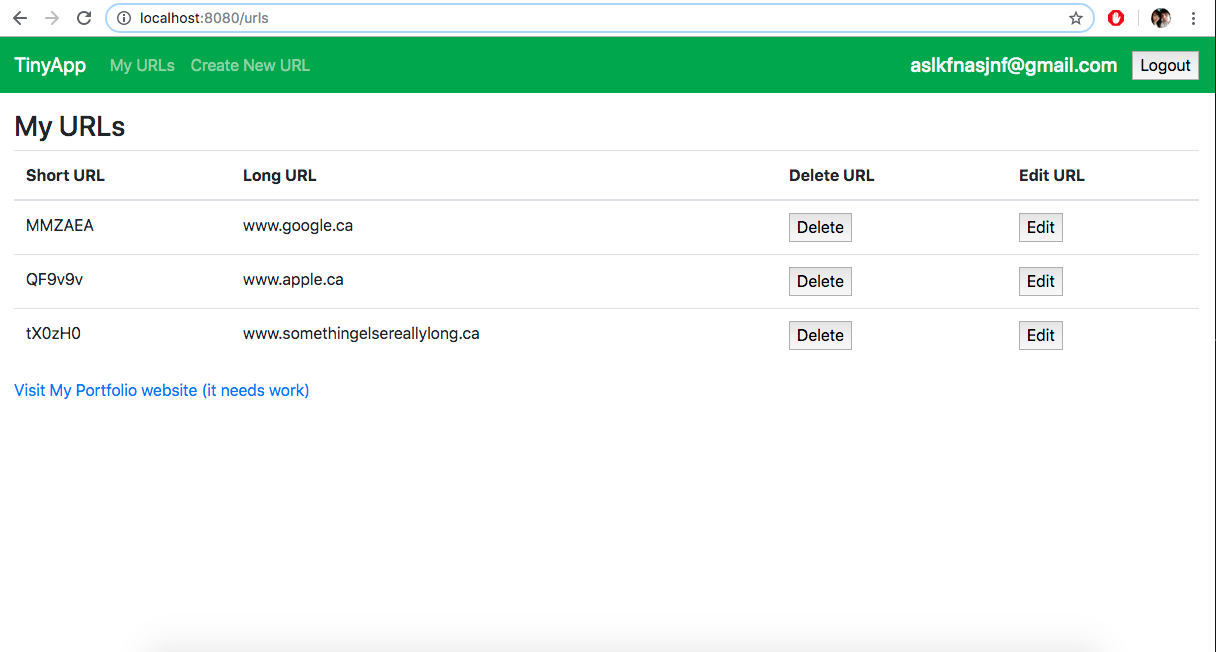 localhost:8080/urls
TinyApp My URLs Create New URL aslkfnasjnf@gmail.com Logout
My URLs
Short URL Long URL Delete URL Edit URL
MMZAEA www.google.ca Delete Edit
QF9v9v www.apple.ca Delete Edit
tX0zH0 www.somethingelsereallylong.ca Delete Edit
Visit My Portfolio website (it needs work)